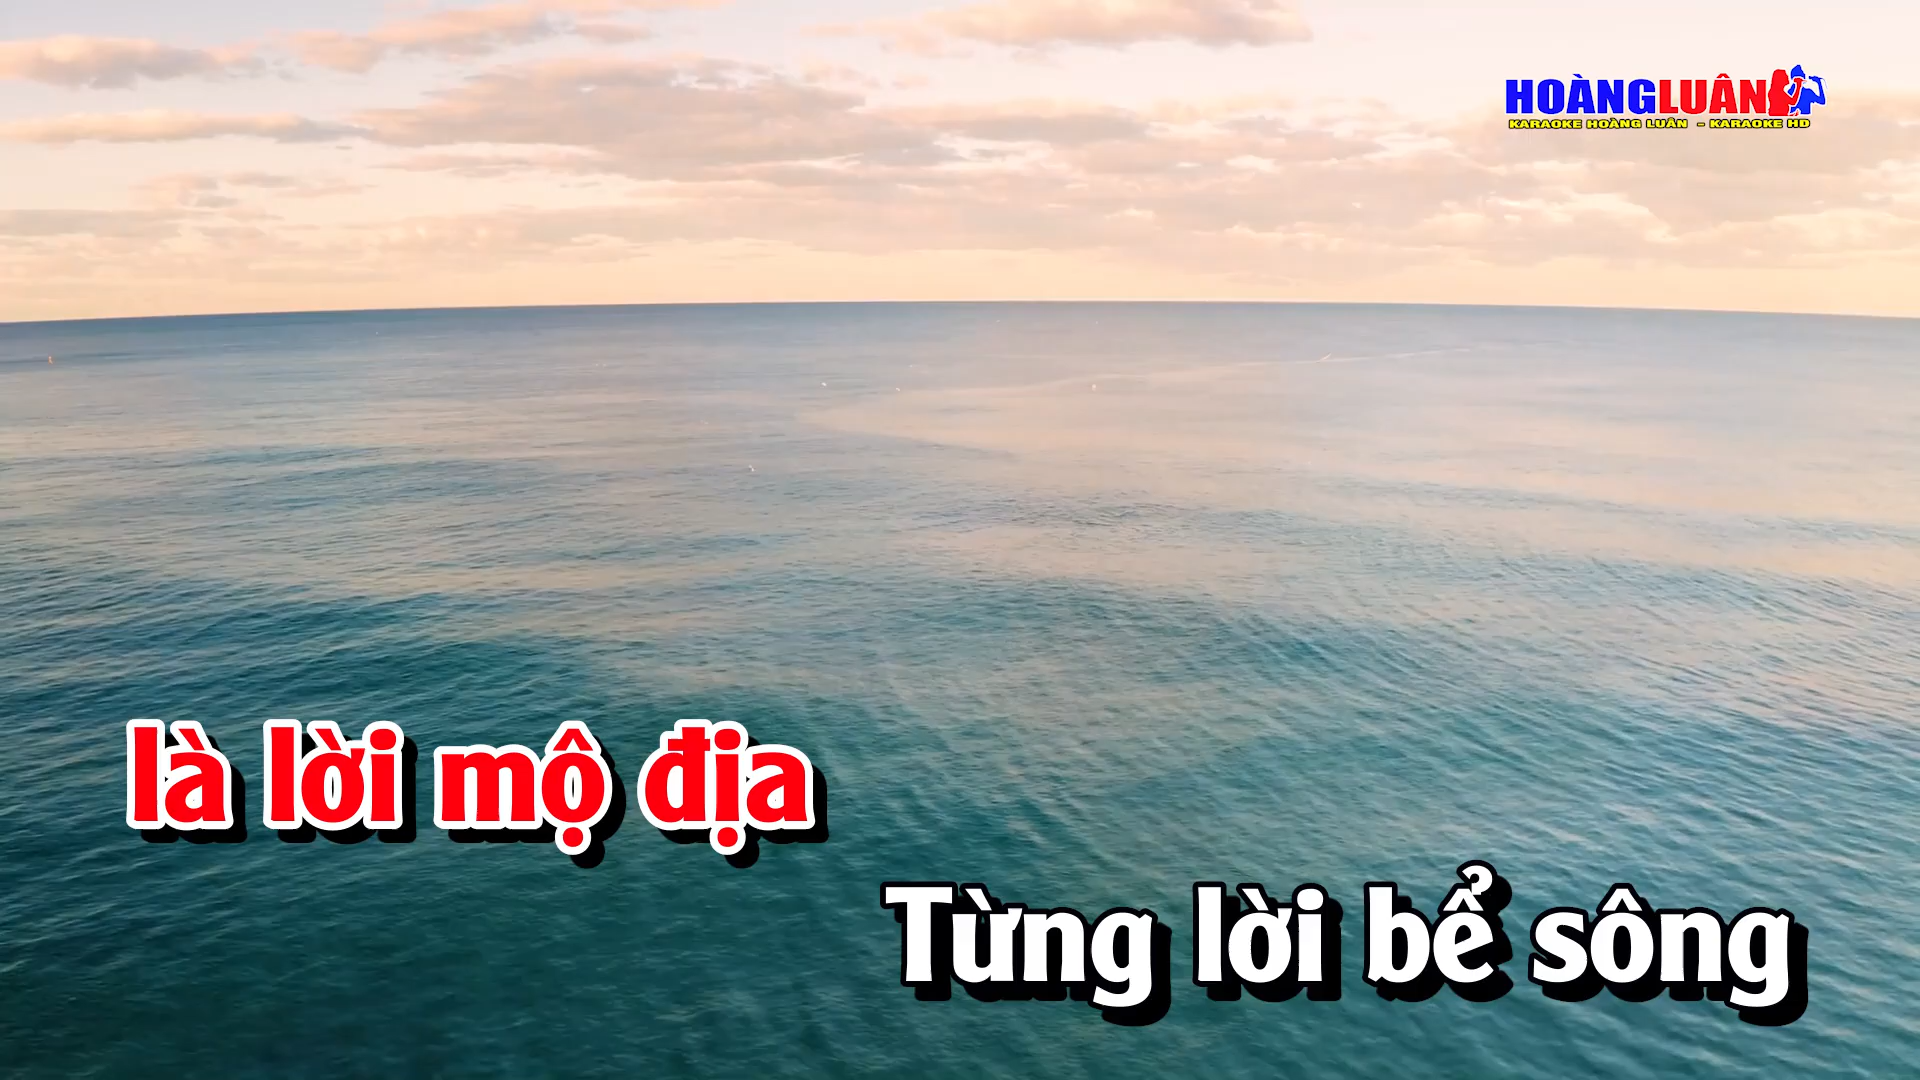 HOÀNGLUÂN
KARAOKE HOÀNG LUÂN - KARAOKE HD
là lời mộ địa
Từng lời bể sông